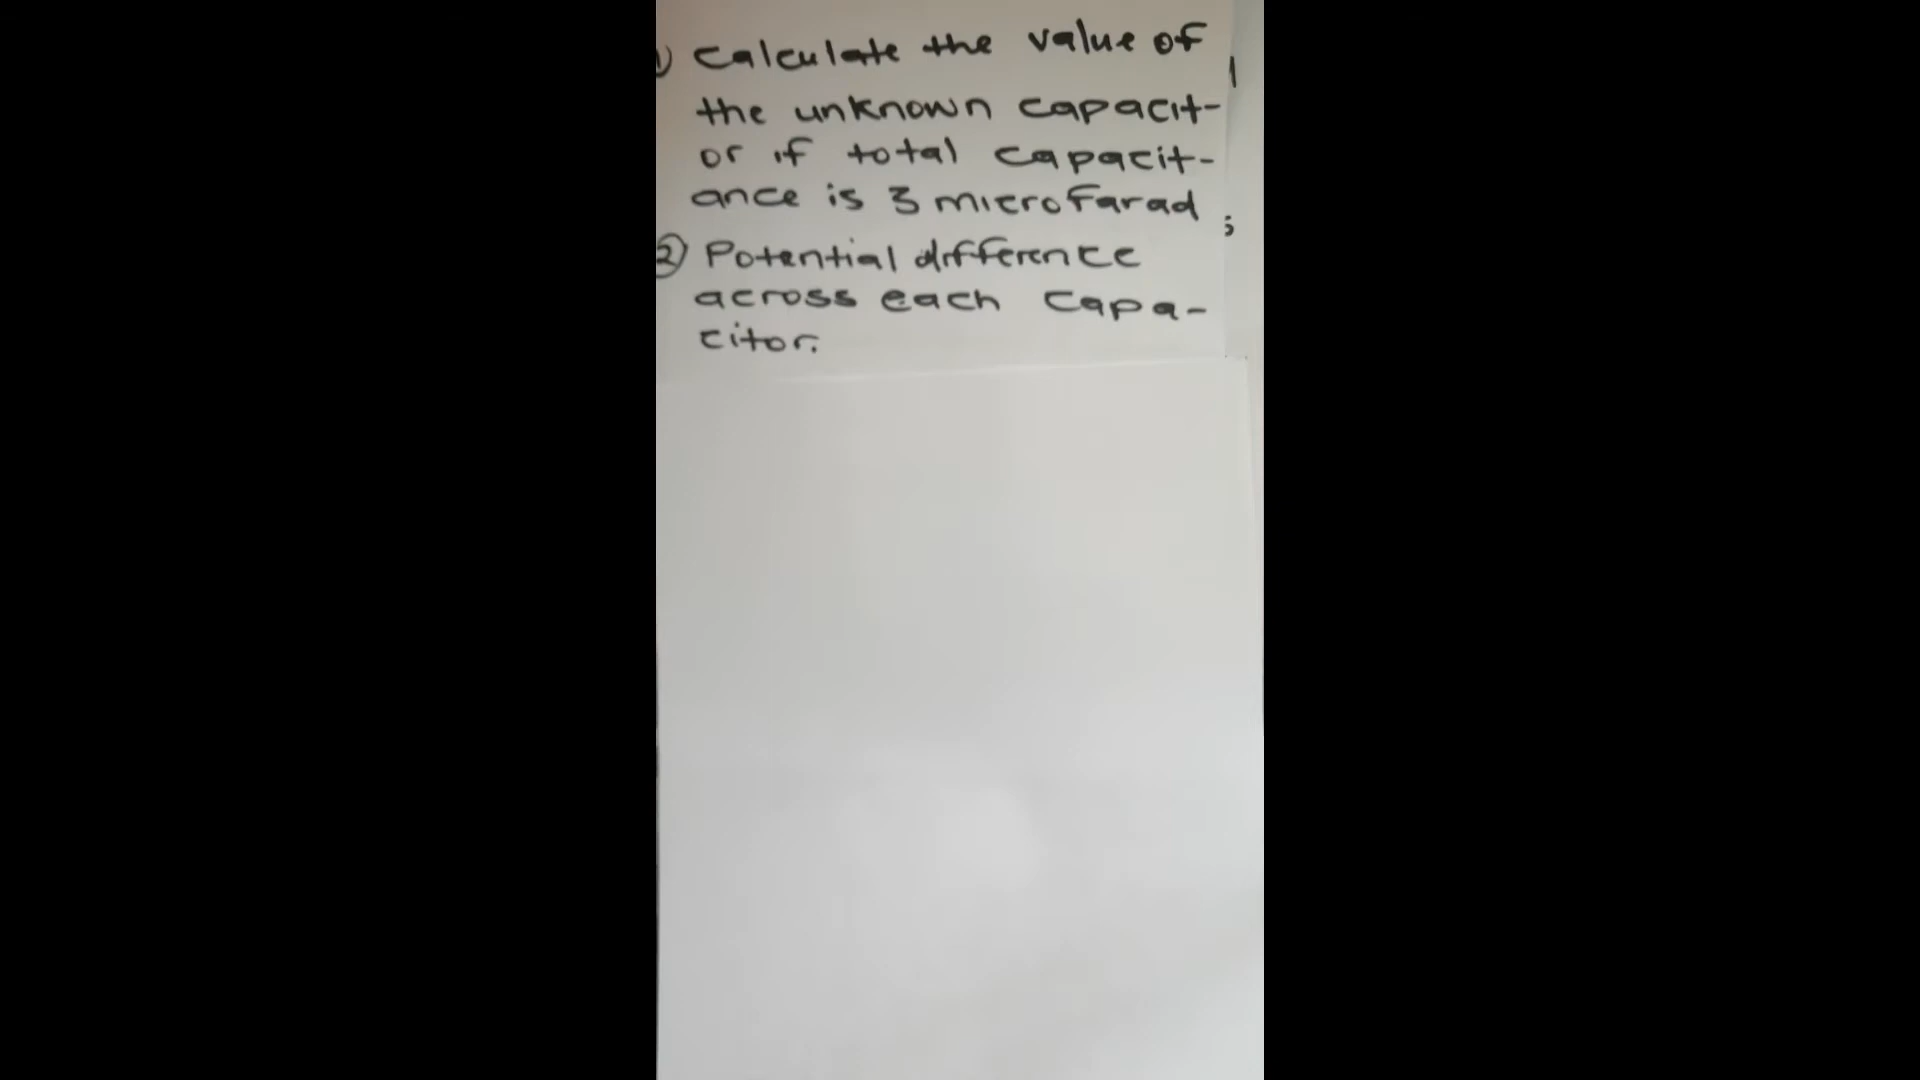 1) Calculate the value of
the unknown capacit-
or if total capacit-
ance is 3 microfarad
② Potential difference
across each capa-
citor.